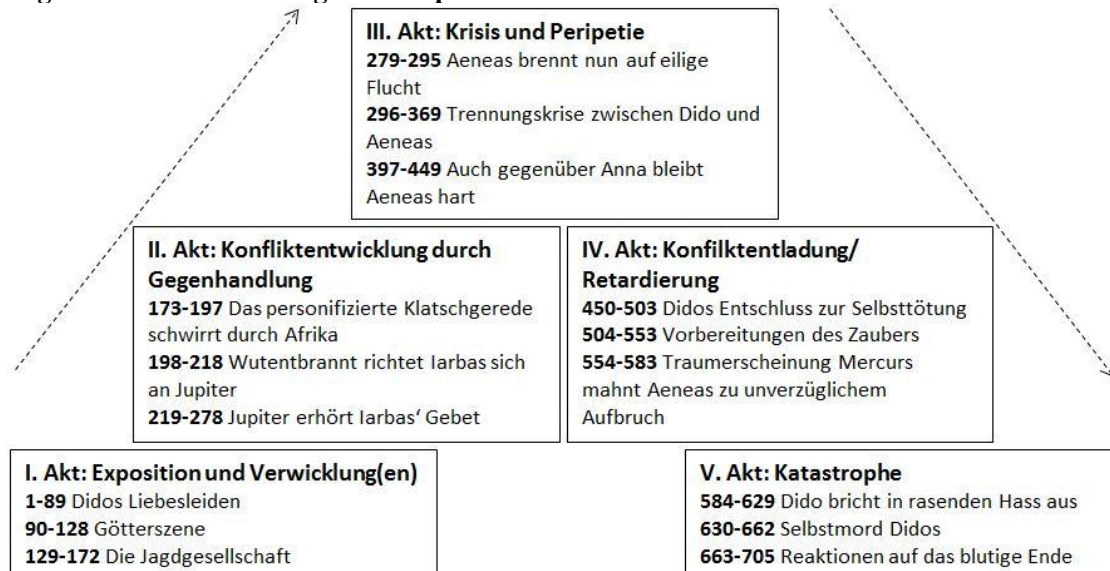 III. Akt: Krisis und Peripetie
279-295 Aeneas brennt nun auf eilige
Flucht
296-369 Trennungskrise zwischen Dido und
Aeneas
397-449 Auch gegenüber Anna bleibt
Aeneas hart
II. Akt: Konfliktentwicklung durch
Gegenhandlung
173-197 Das personifizierte Klatschgerede
schwirrt durch Afrika
198-218 Wutentbrannt richtet Iarbas sich
an Jupiter
219-278 Jupiter erhört Iarbas‘ Gebet
IV. Akt: Konfilktentladung/
Retardierung
450-503 Didos Entschluss zur Selbsttötung
504-553 Vorbereitungen des Zaubers
554-583 Traumerscheinung Mercurs
mahnt Aeneas zu unverzüglichem
Aufbruch
I. Akt: Exposition und Verwicklung(en)
1-89 Didos Liebesleiden
90-128 Götterszene
129-172 Die Jagdgesellschaft
V. Akt: Katastrophe
584-629 Dido bricht in rasenden Hass aus
630-662 Selbstmord Didos
663-705 Reaktionen auf das blutige Ende